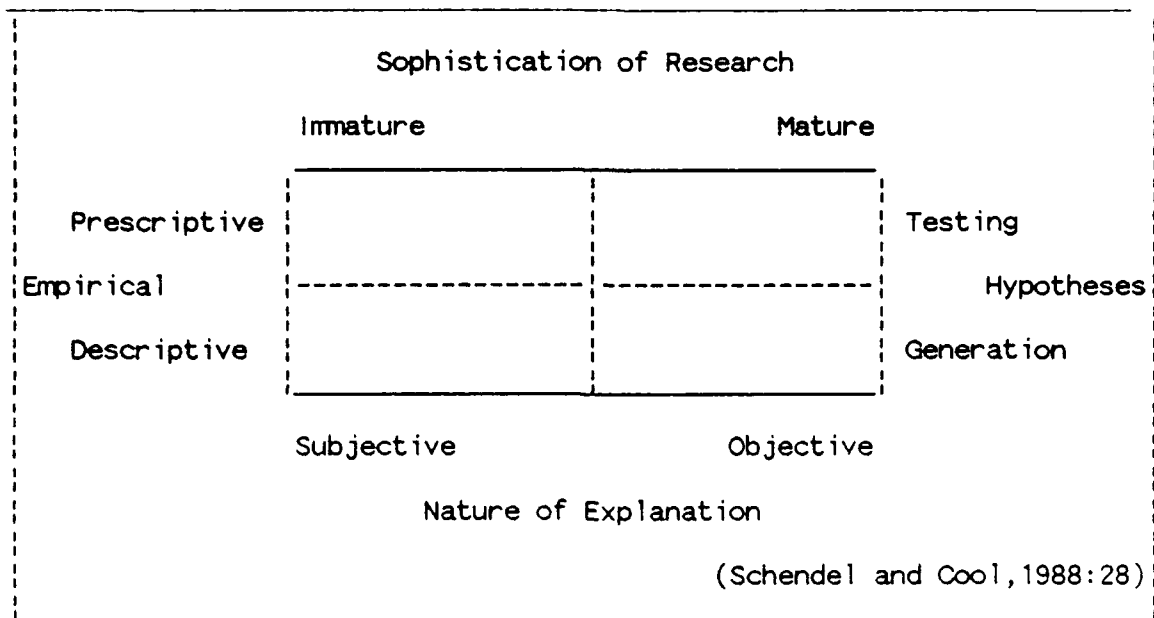 Sophistication of Research
Immature Mature
Prescriptive Testing
Empirical Hypotheses
Descriptive Generation
Subjective Objective
Nature of Explanation
(Schendel and Cool,1988:28)